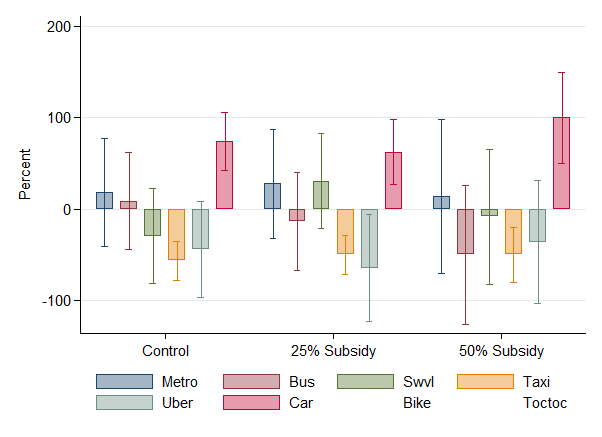 200
100
0
-100
Percent
Control 25% Subsidy 50% Subsidy
Metro Bus Swvl Taxi
Uber Car Bike Toctoc